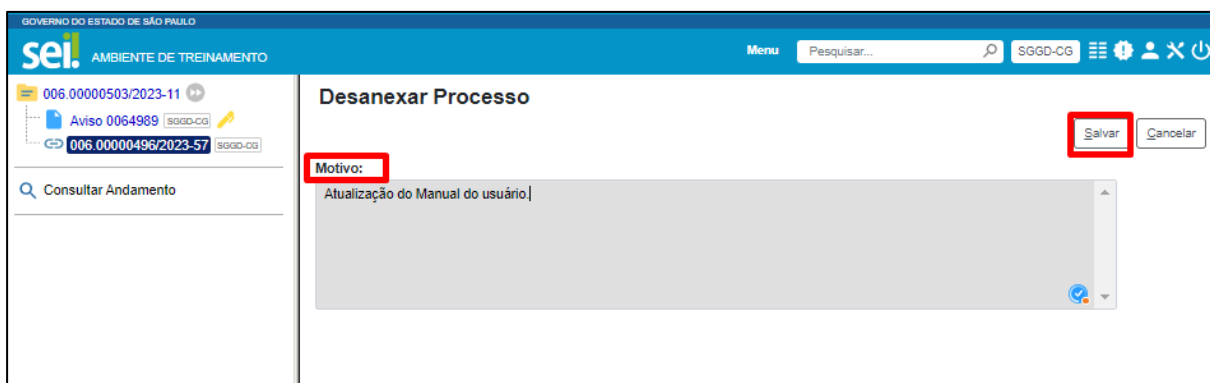 GOVERNO DO ESTADO DE SÃO PAULO
sei! AMBIENTE DE TREINAMENTO
Menu Pesquisar... SGGD-CG
006.00000503/2023-11
Aviso 0064989 SGGD-CG
006.00000496/2023-57 SGGD-CG
Consultar Andamento
Desanexar Processo
Salvar Cancelar
Motivo:
Atualização do Manual do usuário.